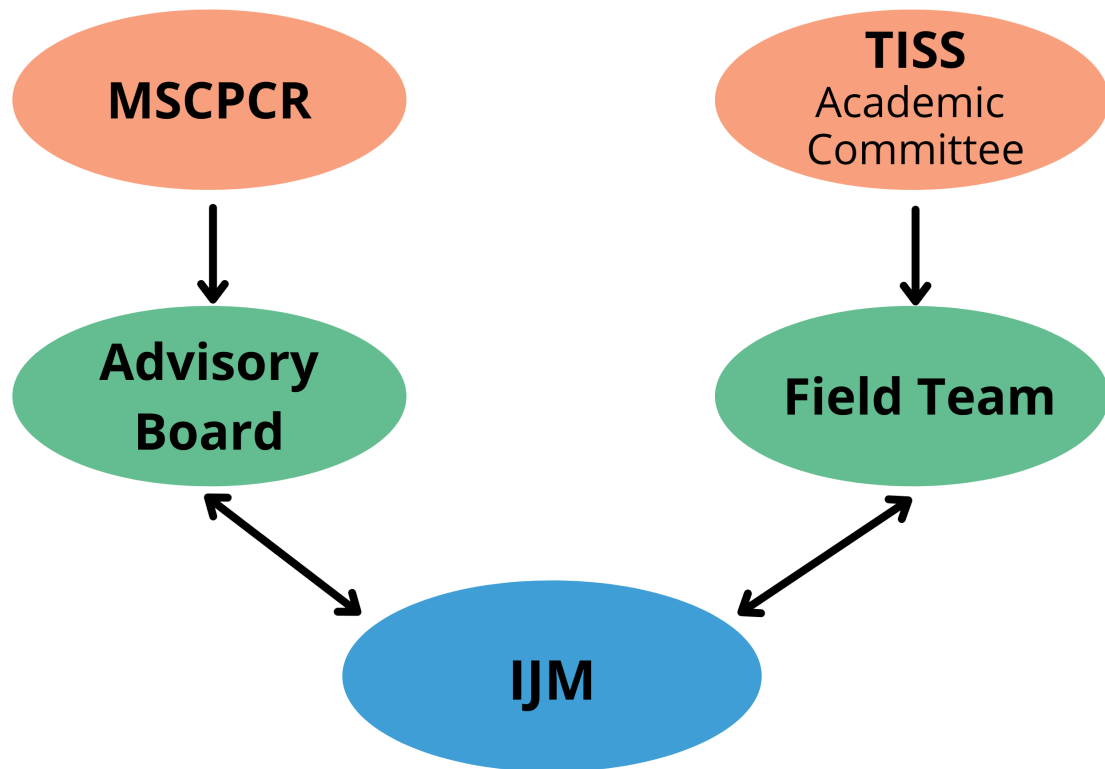 MSCPCR
TISS
Academic
Committee
Advisory
Board
Field Team
IJM